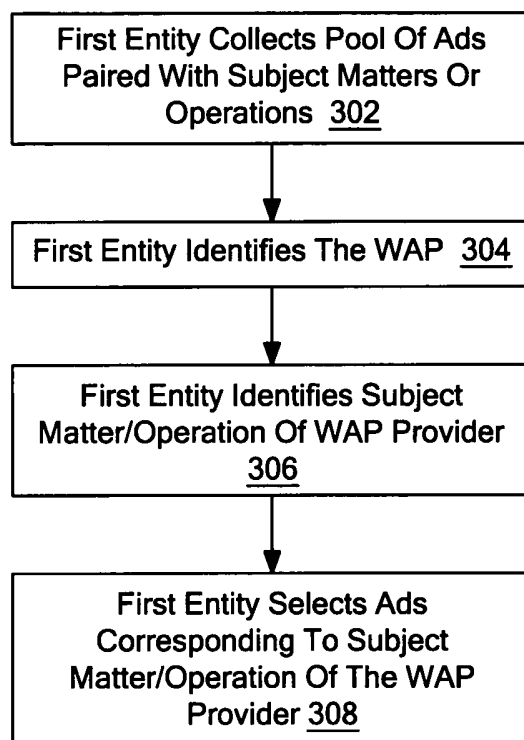 First Entity Collects Pool Of Ads
Paired With Subject Matters Or
Operations 302
First Entity Identifies The WAP 304
First Entity Identifies Subject
Matter/Operation Of WAP Provider
306
First Entity Selects Ads
Corresponding To Subject
Matter/Operation Of The WAP
Provider 308